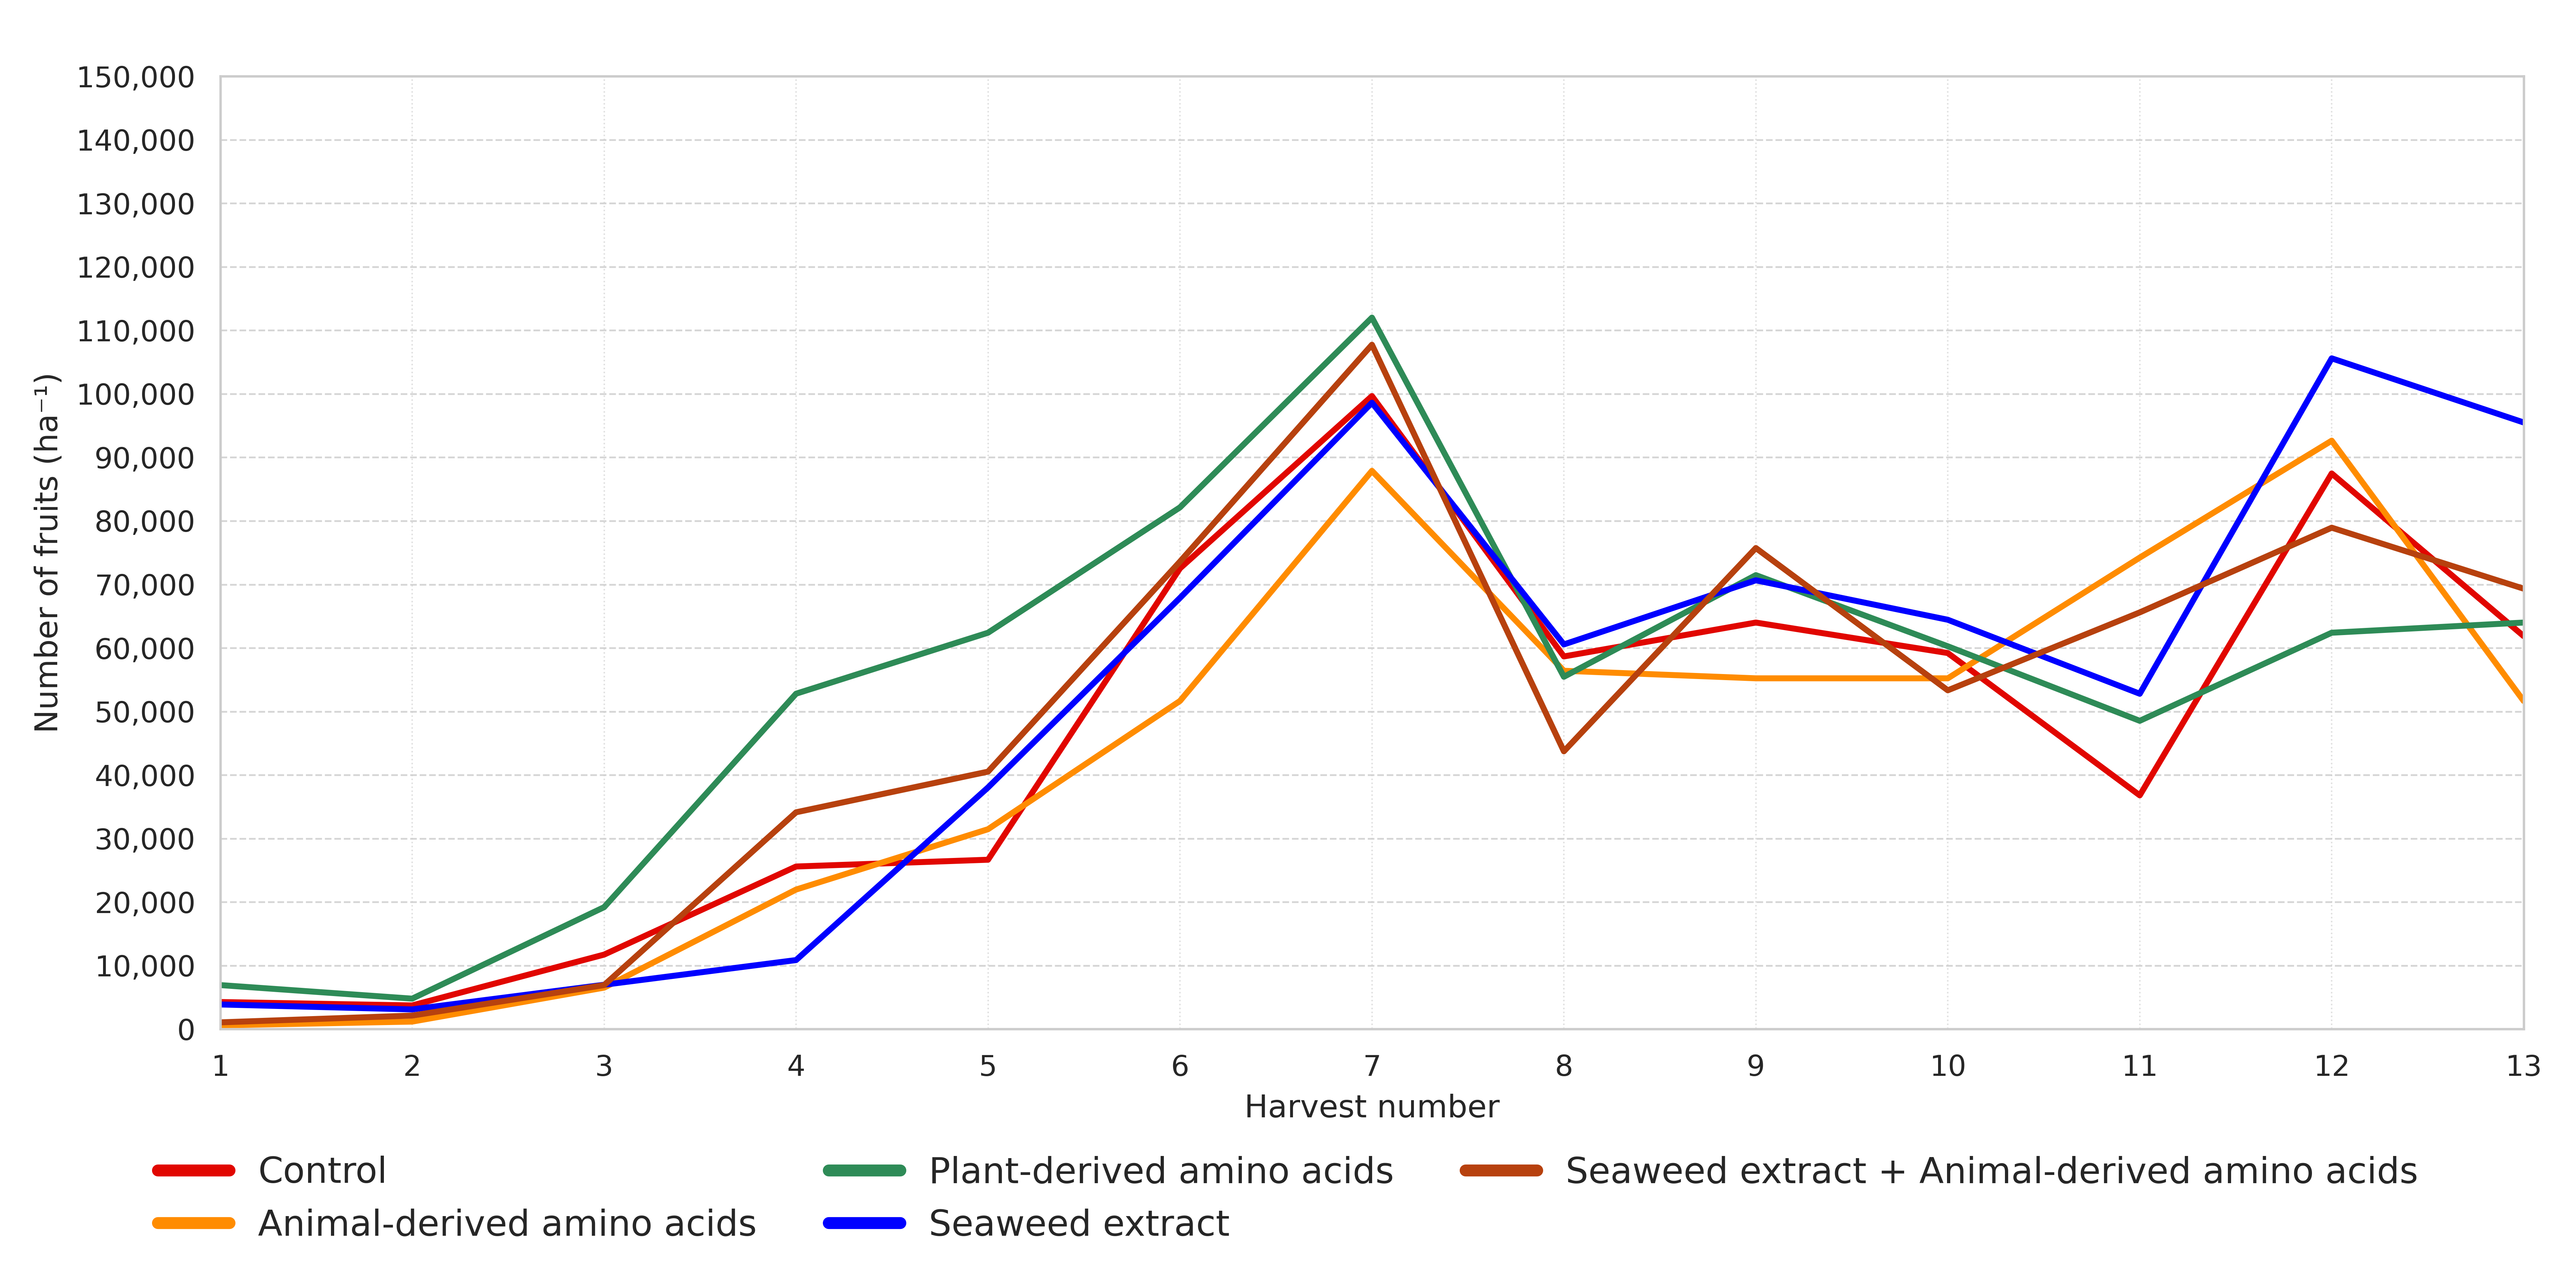 150,000
140,000
130,000
120,000
110,000
100,000
90,000
80,000
70,000
60,000
50,000
40,000
30,000
20,000
10,000
0
Number of fruits (ha⁻¹)
1 2 3 4 5 6 7 8 9 10 11 12 13
Harvest number
Control
Animal-derived amino acids
Plant-derived amino acids
Seaweed extract
Seaweed extract + Animal-derived amino acids